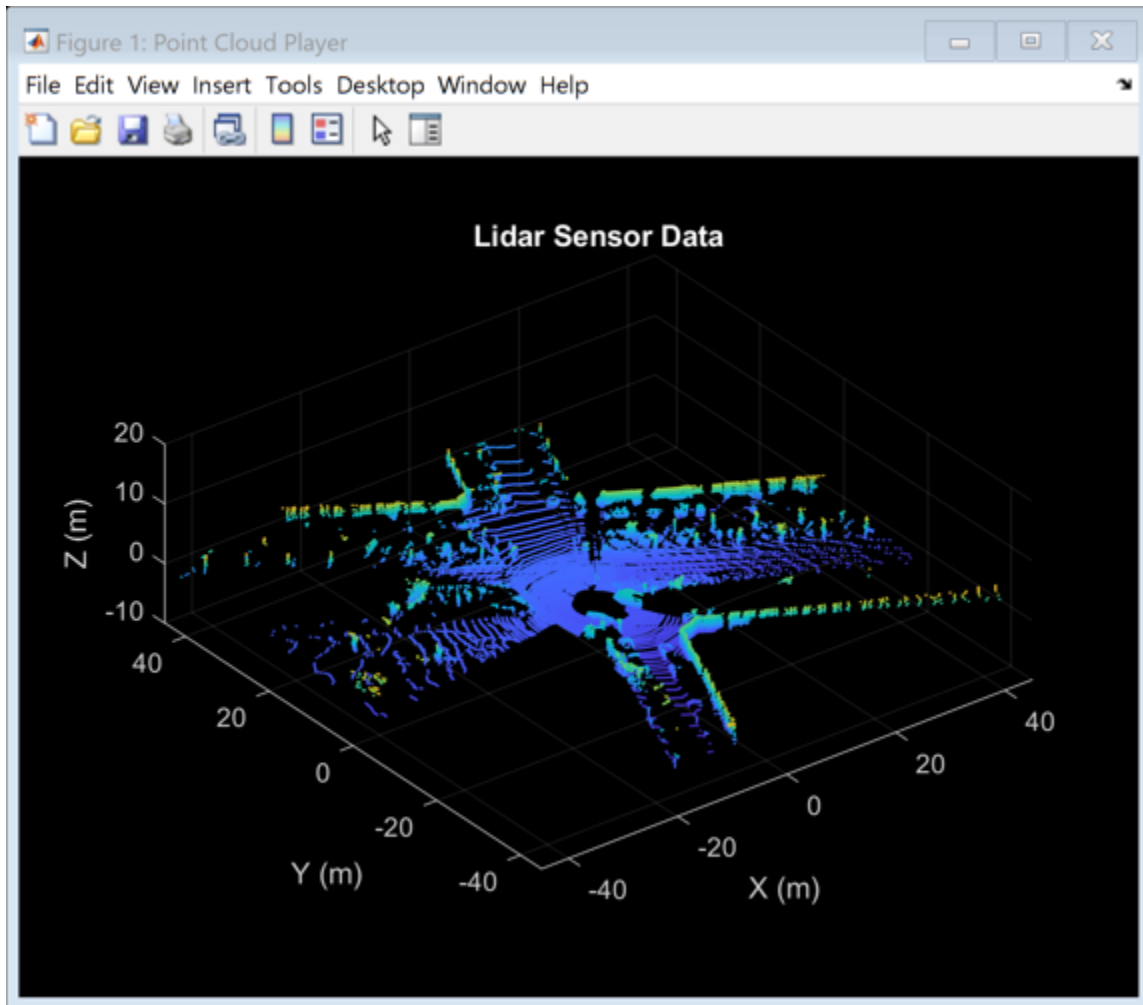 Figure 1: Point Cloud Player
File Edit View Insert Tools Desktop Window Help
Lidar Sensor Data
20
10
0
-10
Z (m)
40
20
0
-20
-40
Y (m)
-40
-20
0
20
40
X (m)